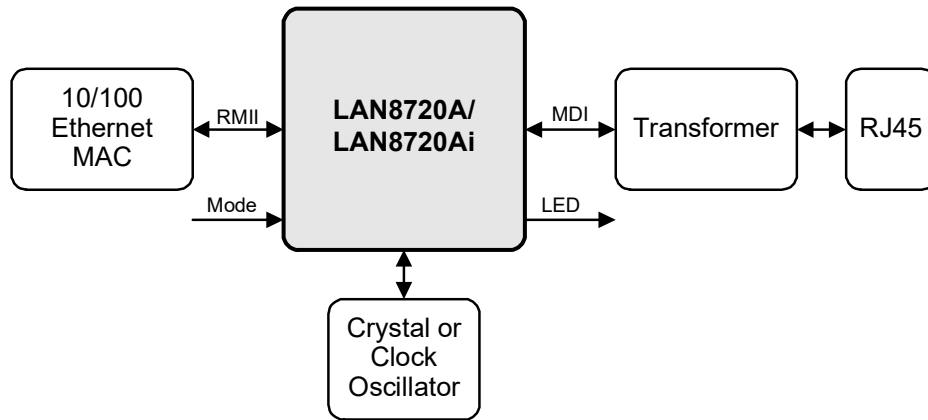 10/100
Ethernet
MAC
RMII
Mode
LAN8720A/
LAN8720Ai
MDI
LED
Transformer
RJ45
Crystal or
Clock
Oscillator